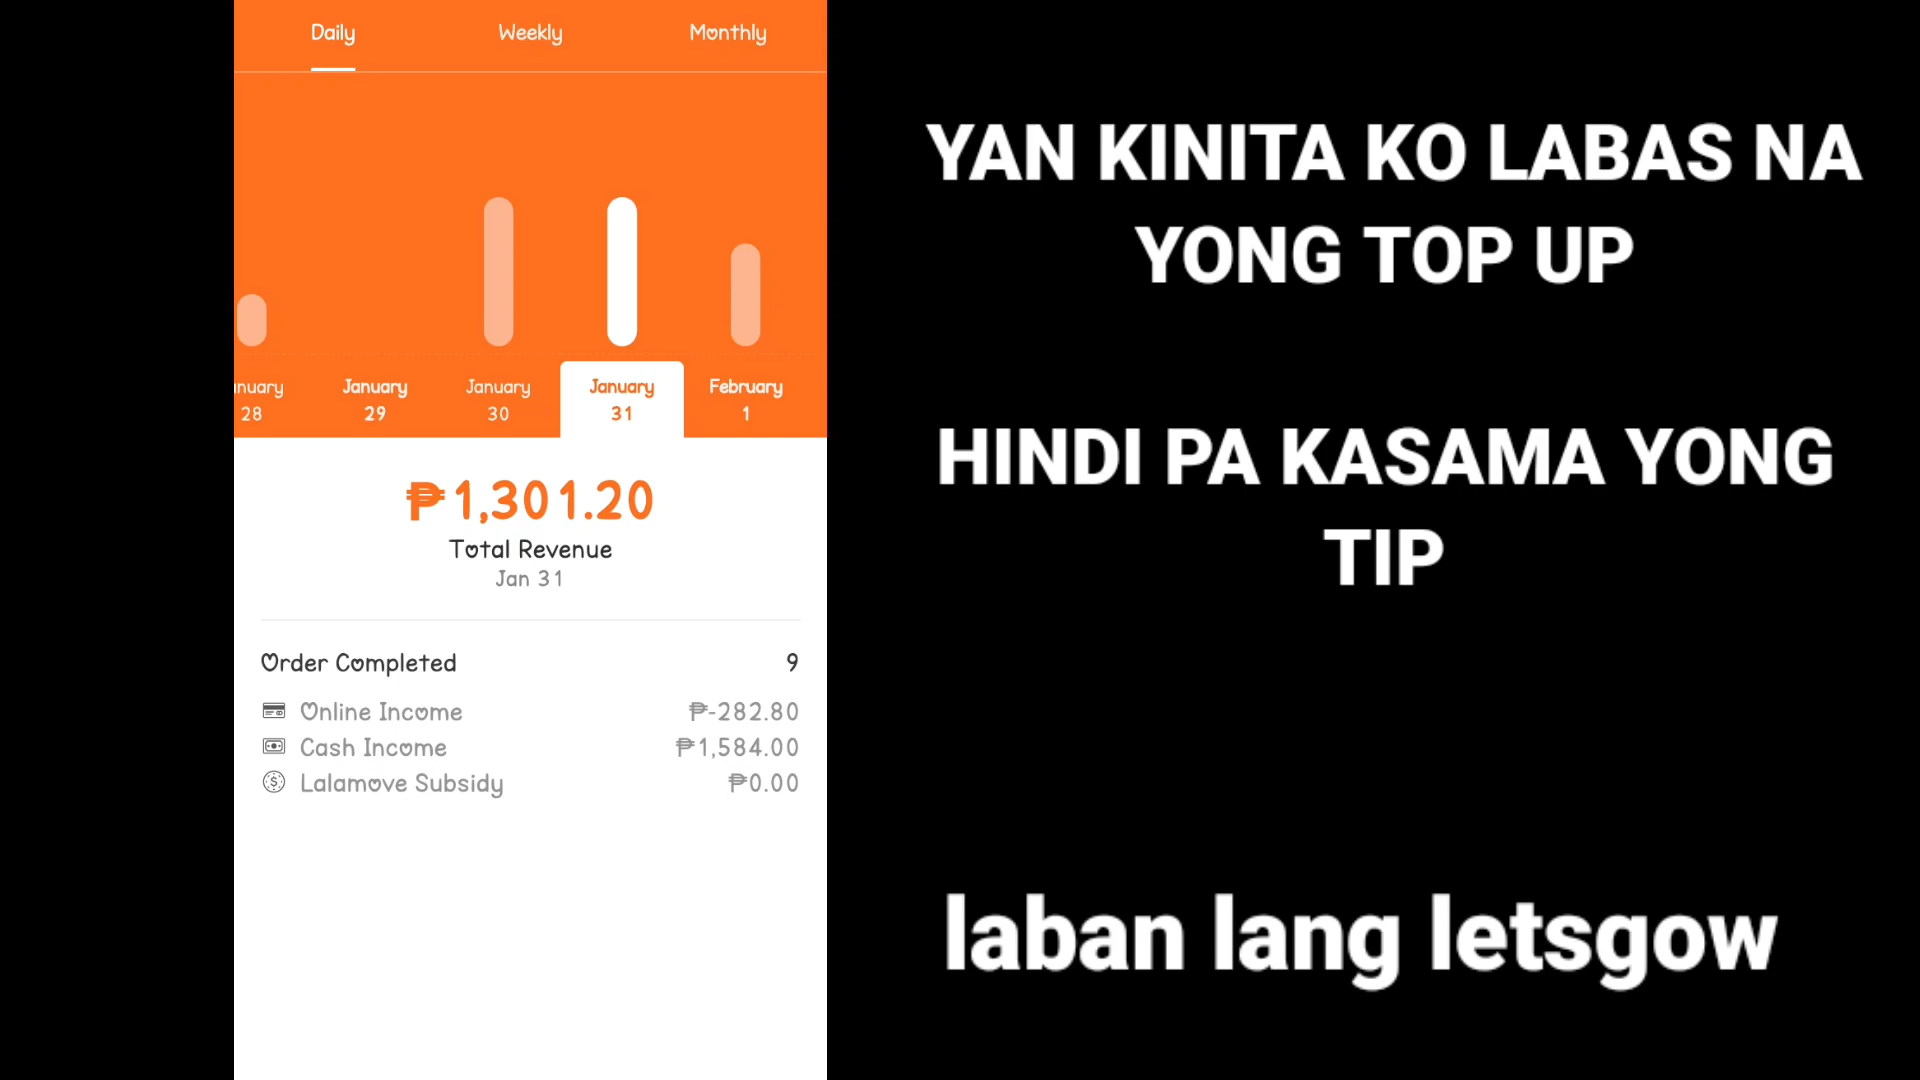 Daily Weekly Monthly
nuary January January January February
28 29 30 31 1
₱1,301.20
Total Revenue
Jan 31
Order Completed 9
Online Income ₱-282.80
Cash Income ₱1,584.00
Lalamove Subsidy ₱0.00
YAN KINITA KO LABAS NA
YONG TOP UP
HINDI PA KASAMA YONG
TIP
laban lang letsgow